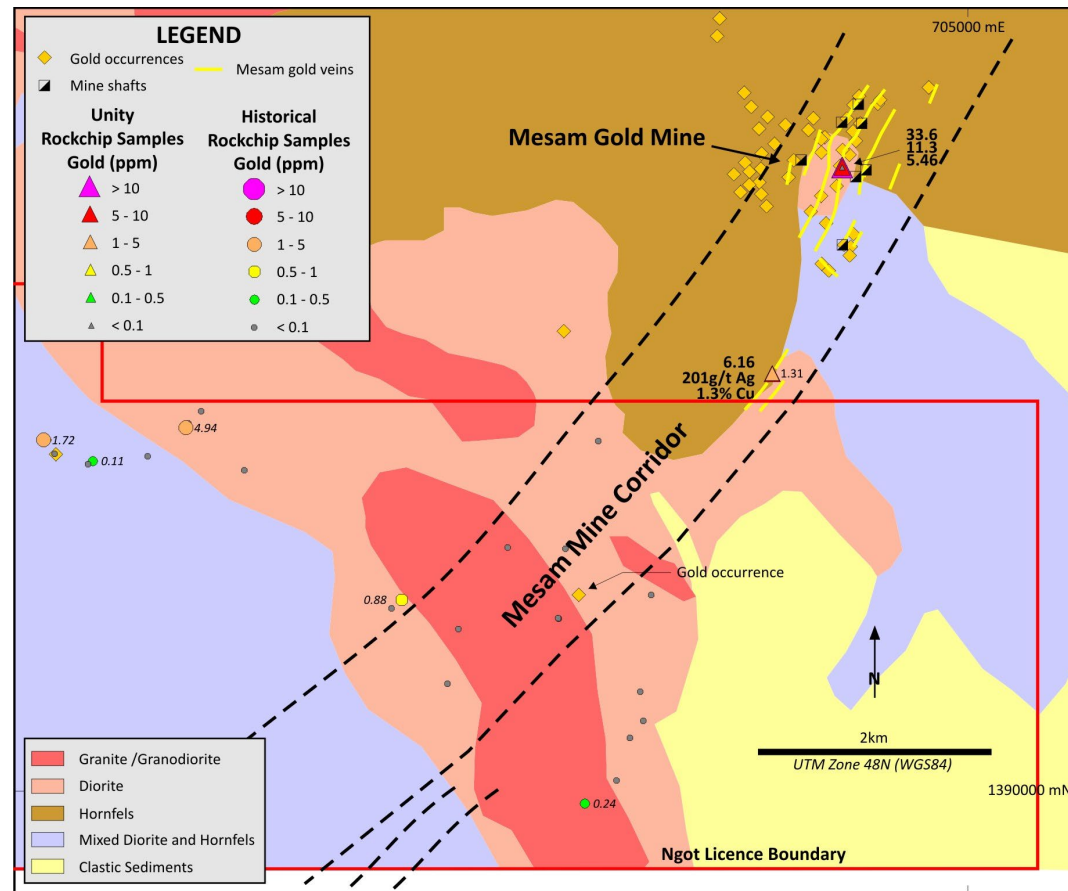 LEGEND
Gold occurrences
Mesam gold veins
Mine shafts
Unity
Rockchip Samples
Gold (ppm)
Historical
Rockchip Samples
Gold (ppm)
> 10
> 10
5 - 10
5 - 10
1 - 5
1 - 5
0.5 - 1
0.5 - 1
0.1 - 0.5
0.1 - 0.5
< 0.1
< 0.1
705000 mE
Mesam Gold Mine
33.6
11.3
5.46
6.16
201g/t Ag
1.3% Cu
1.31
4.94
1.72
0.11
Mesam Mine Corridor
Gold occurrence
0.88
N
2km
UTM Zone 48N (WGS84)
1390000 mN
0.24
Ngot Licence Boundary
Granite /Granodiorite
Diorite
Hornfels
Mixed Diorite and Hornfels
Clastic Sediments